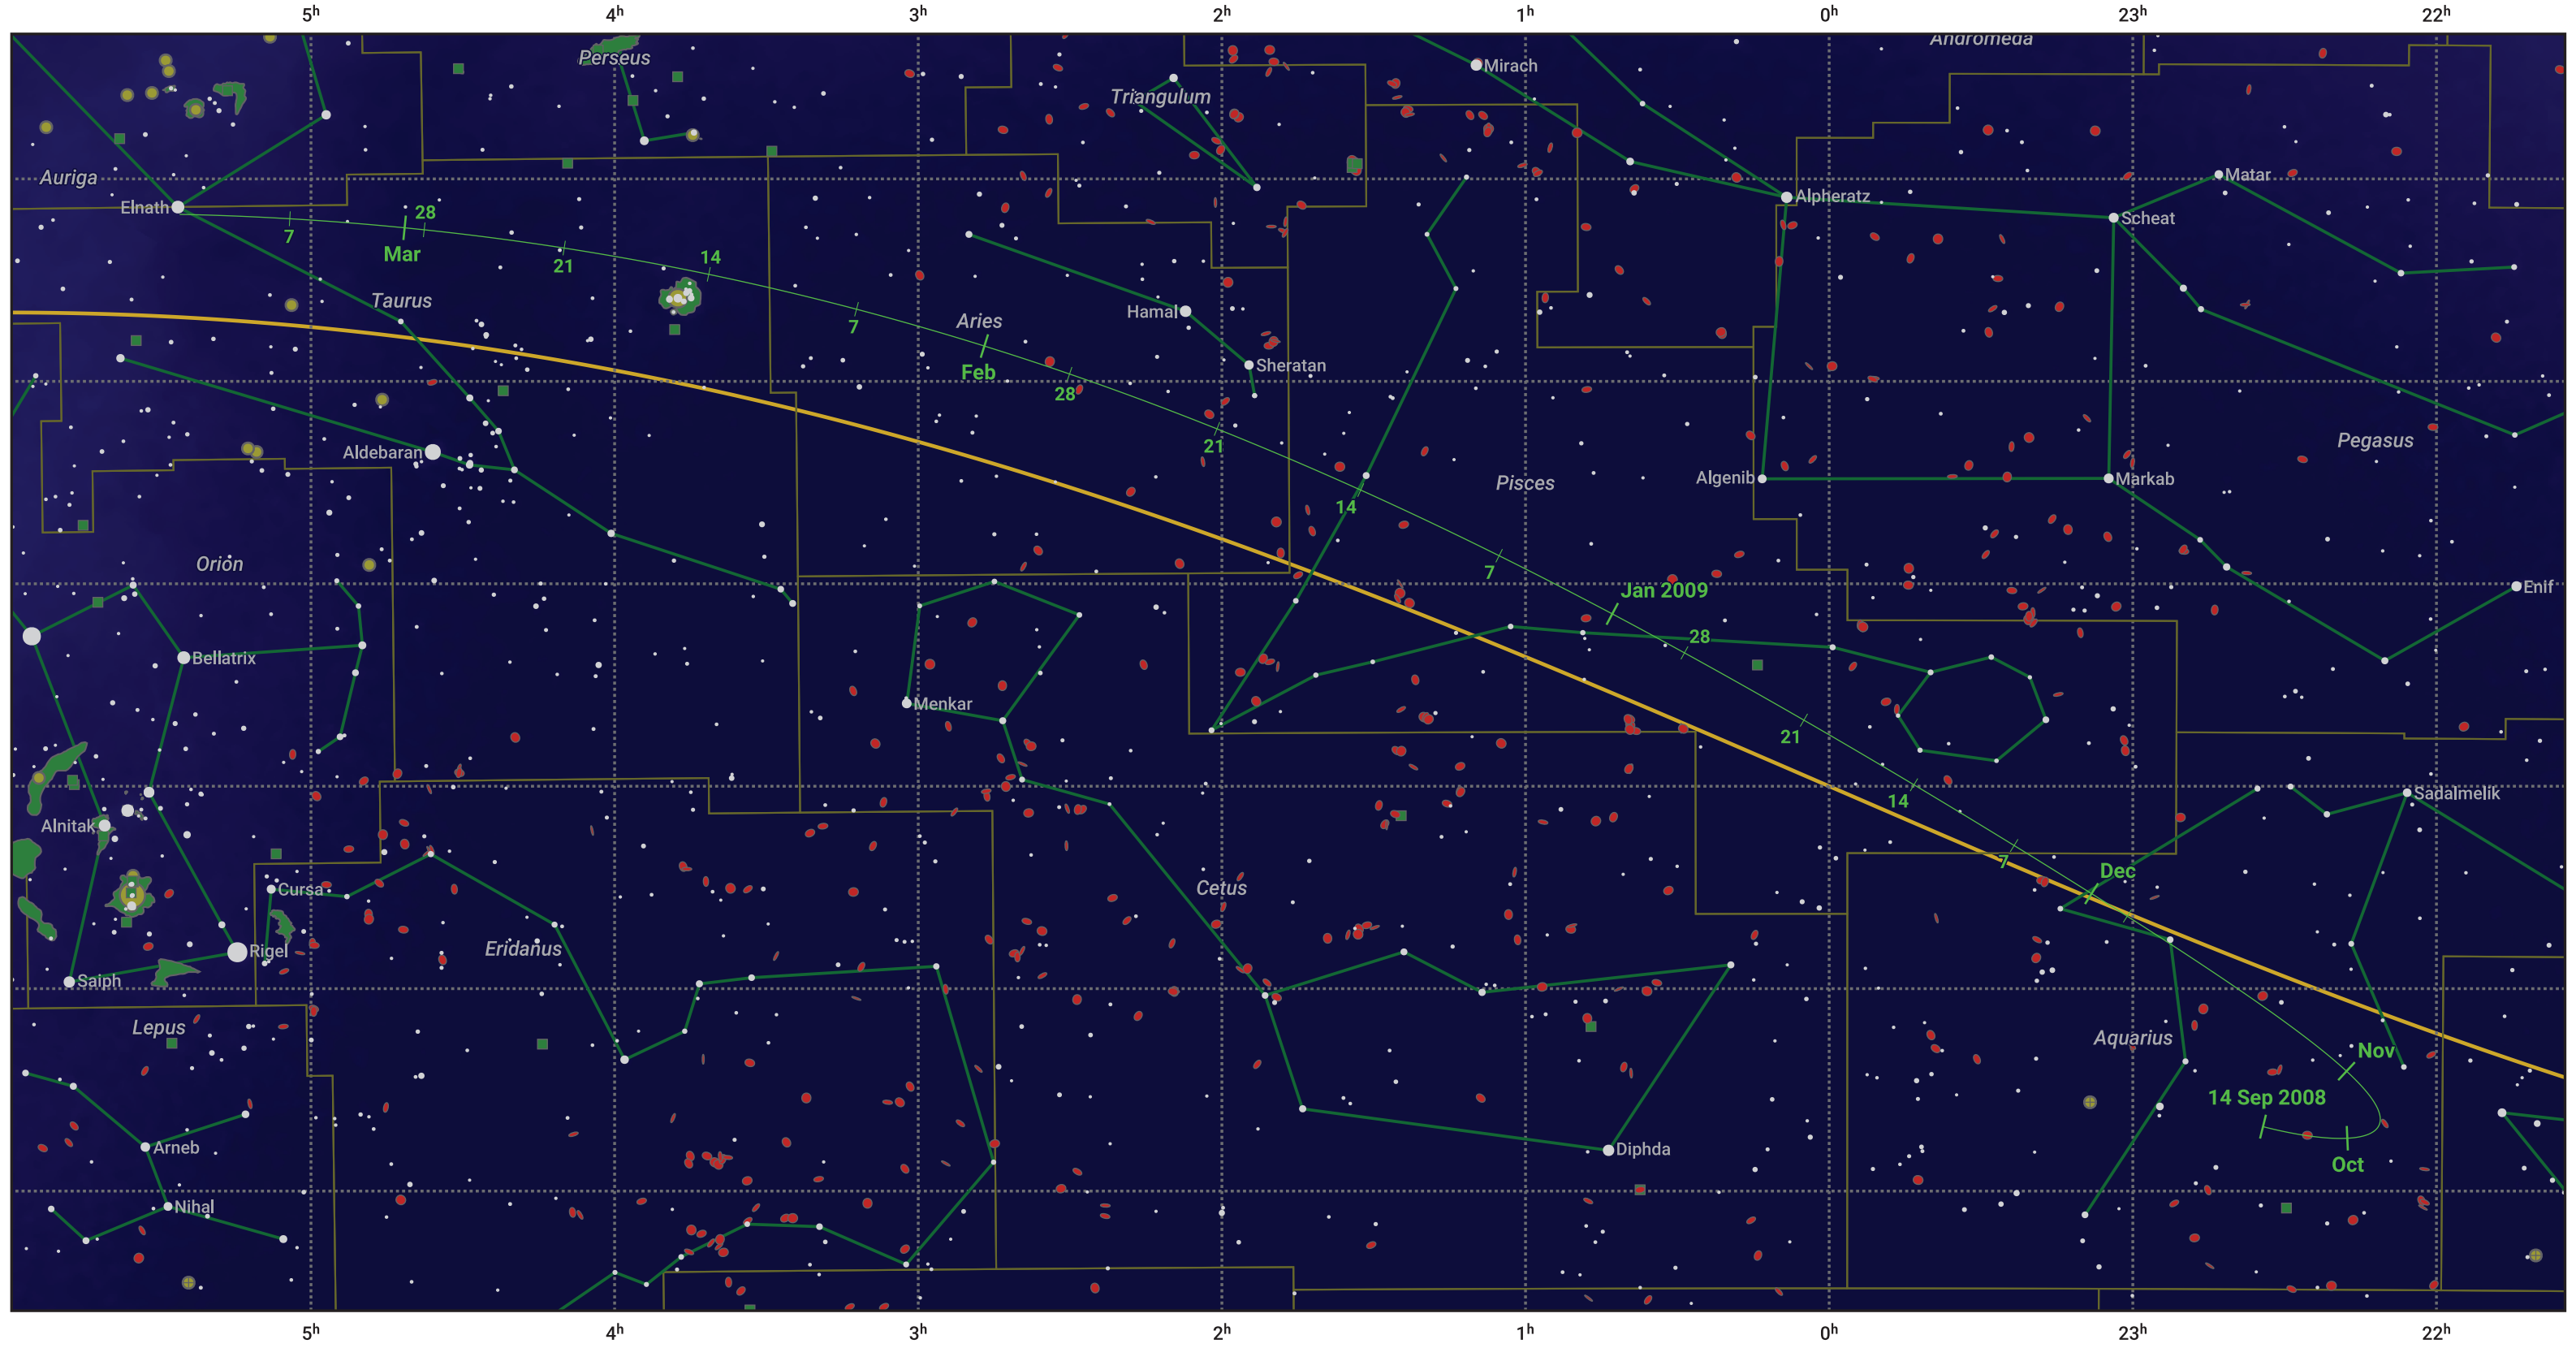 5ʰ 4ʰ 3ʰ 2ʰ 1ʰ 0ʰ 23ʰ 22ʰ
Andromeda
Perseus
Mirach
Triangulum
Auriga
Matar
Alpheratz
Elnath
28
Scheat
7
Mar
14
21
Taurus
Hamal
Aries
7
Sheratan
Feb
28
Pegasus
21
Aldebaran
Pisces
Algenib
Markab
14
Orion
7
Enif
Jan 2009
28
Bellatrix
Menkar
21
Sadalmelik
14
Alnitak
7
Dec
Cursa
Cetus
Eridanus
Rigel
Saiph
Lepus
Aquarius
Nov
14 Sep 2008
Arneb
Diphda
Oct
Nihal
5ʰ 4ʰ 3ʰ 2ʰ 1ʰ 0ʰ 23ʰ 22ʰ